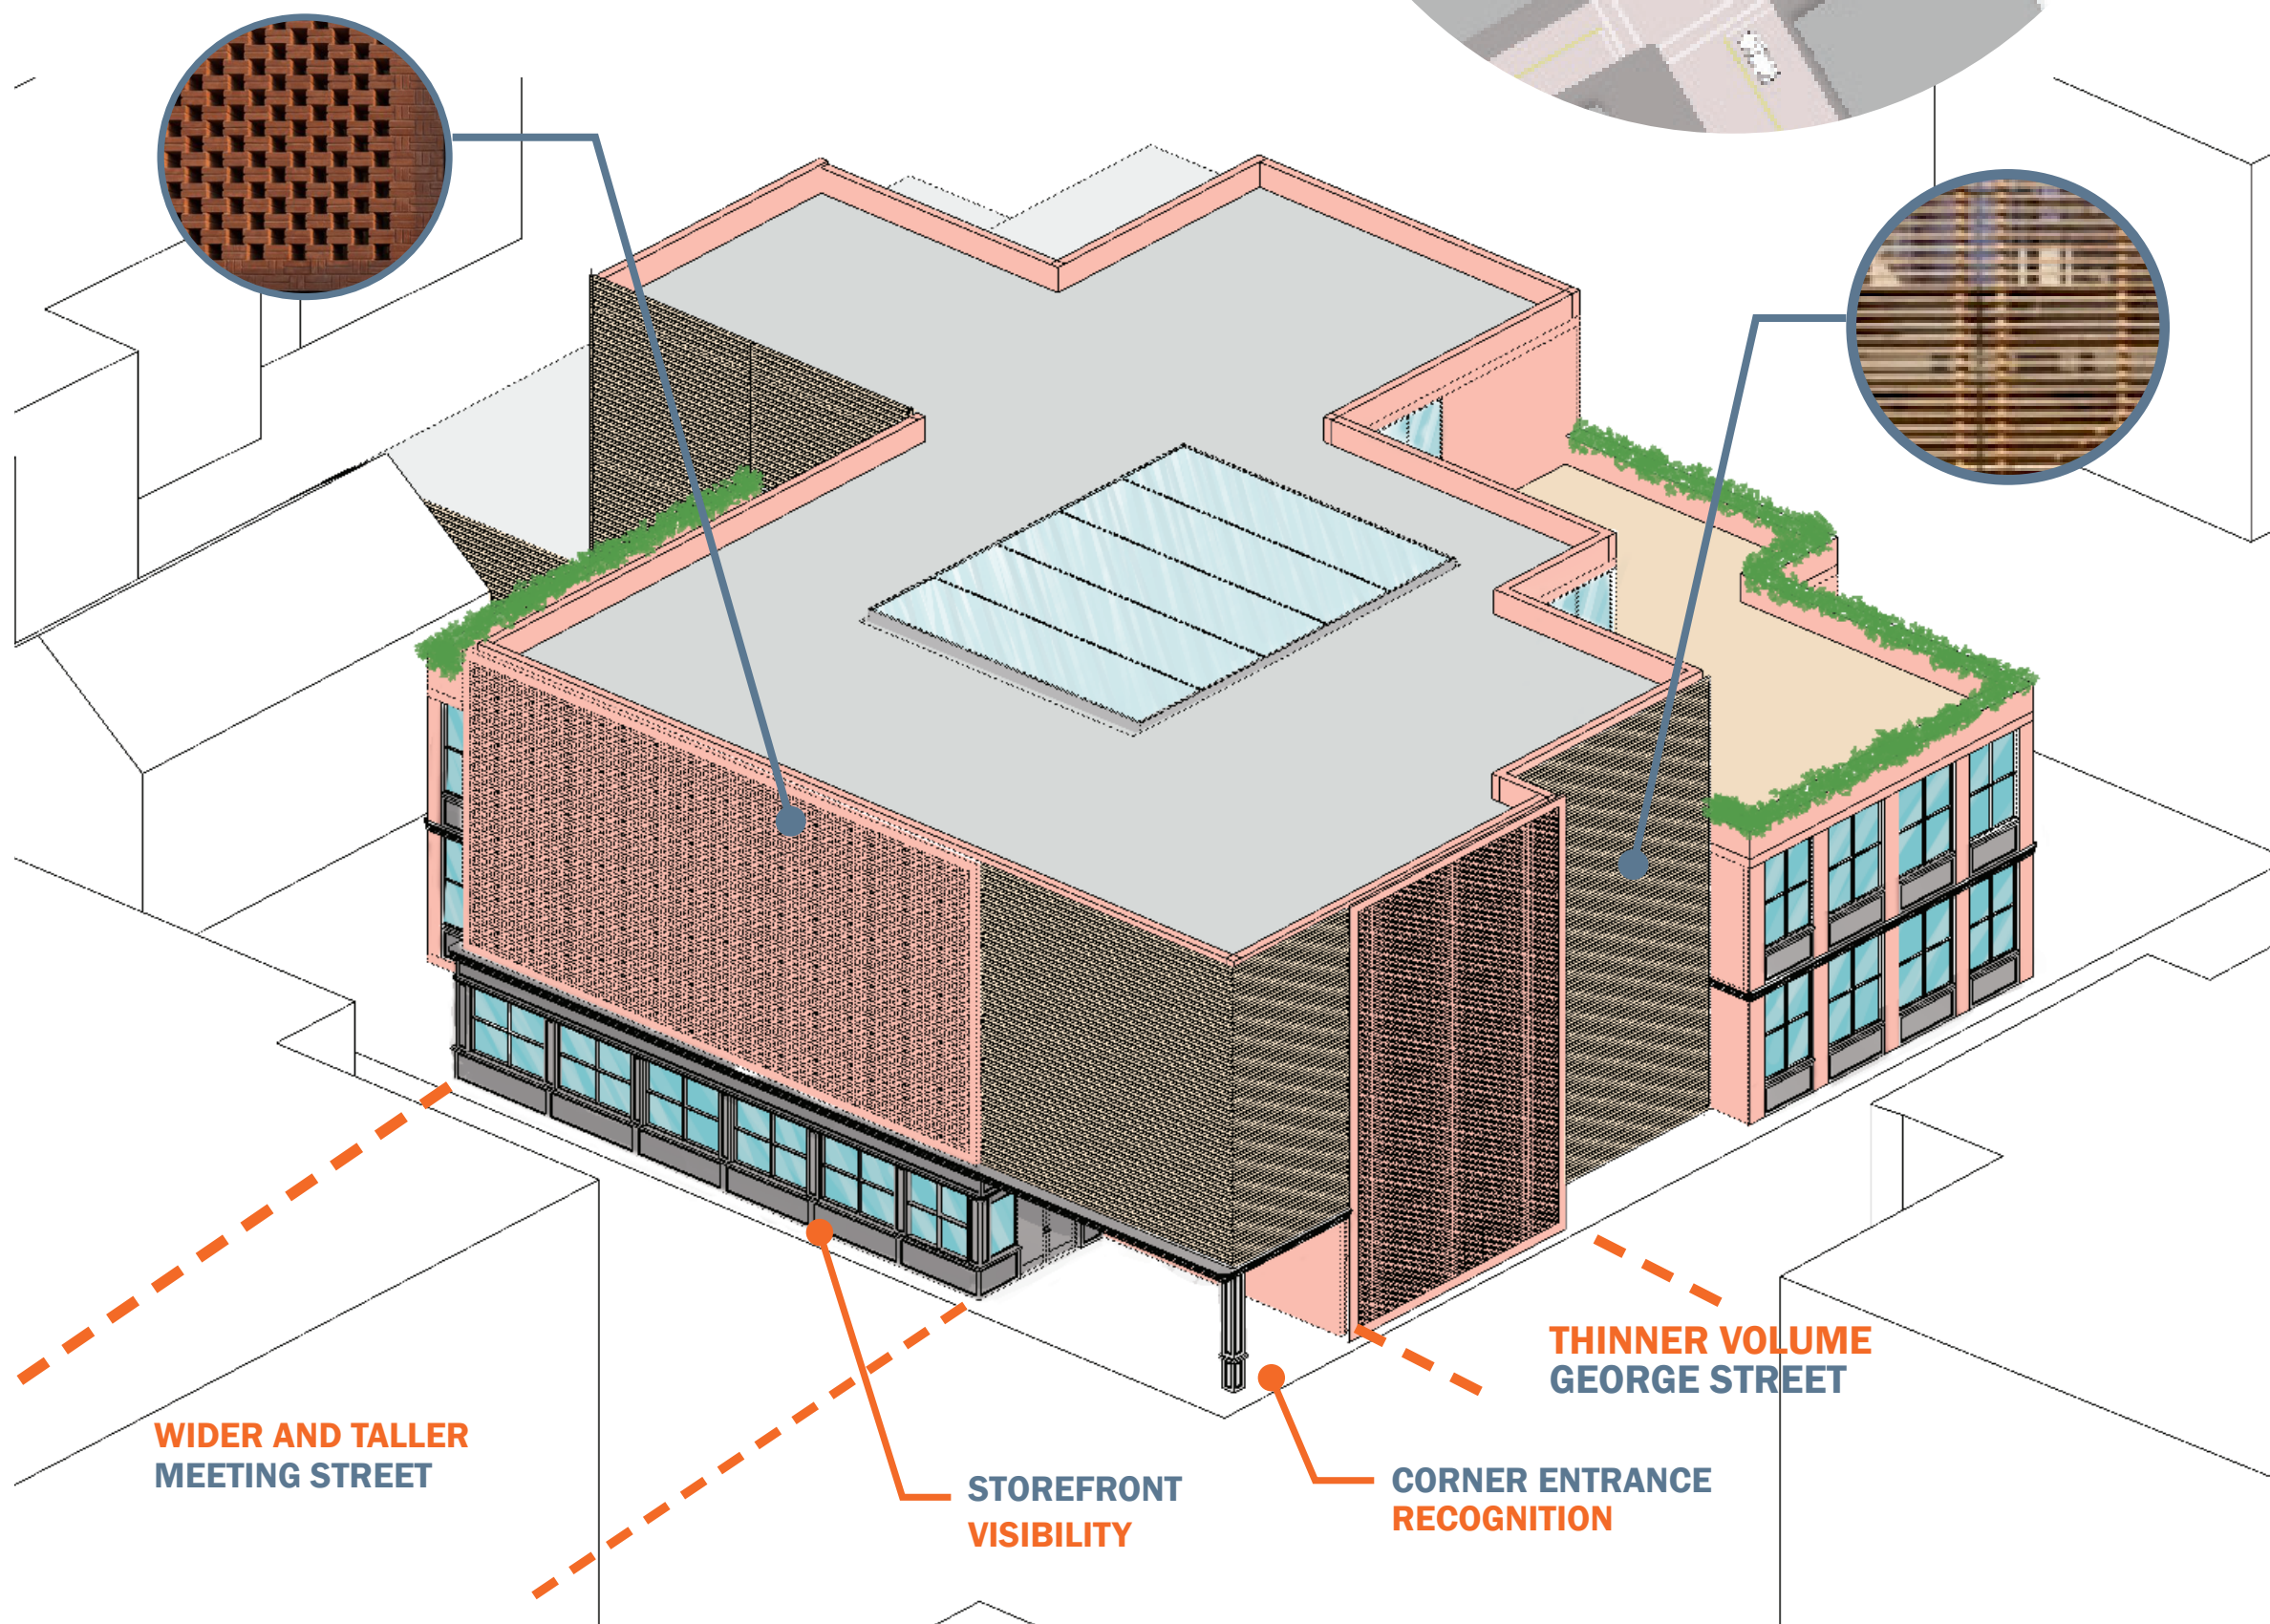 THINNER VOLUME
GEORGE STREET
WIDER AND TALLER
MEETING STREET
STOREFRONT
VISIBILITY
CORNER ENTRANCE
RECOGNITION